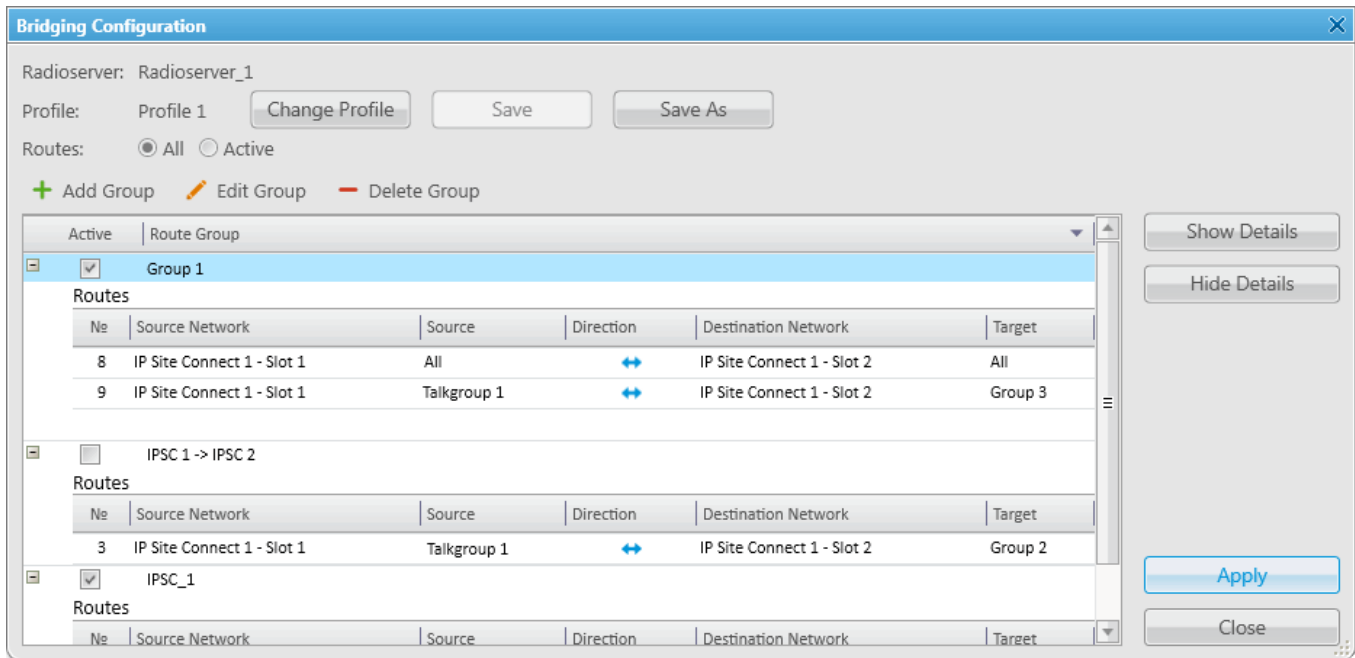 Bridging Configuration
Radioserver: Radioserver_1
Profile: Profile 1 Change Profile Save Save As
Routes: All Active
Add Group Edit Group Delete Group
Active Route Group
Show Details
Hide Details
Group 1
Routes
№ Source Network Source Direction Destination Network Target
8 IP Site Connect 1 - Slot 1 All IP Site Connect 1 - Slot 2 All
9 IP Site Connect 1 - Slot 1 Talkgroup 1 IP Site Connect 1 - Slot 2 Group 3
IPSC 1 -> IPSC 2
Routes
№ Source Network Source Direction Destination Network Target
3 IP Site Connect 1 - Slot 1 Talkgroup 1 IP Site Connect 1 - Slot 2 Group 2
IPSC_1
Routes
№ Source Network Source Direction Destination Network Target
Apply
Close